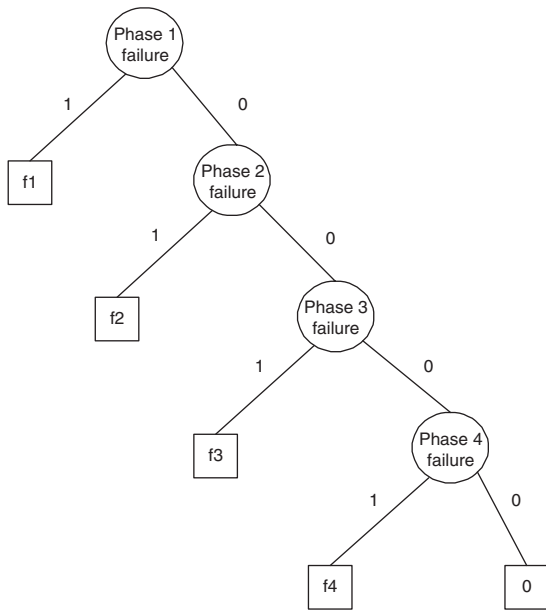 Phase 1
failure
1
0
f1
Phase 2
failure
1
0
f2
Phase 3
failure
1
0
f3
Phase 4
failure
1
0
f4
0